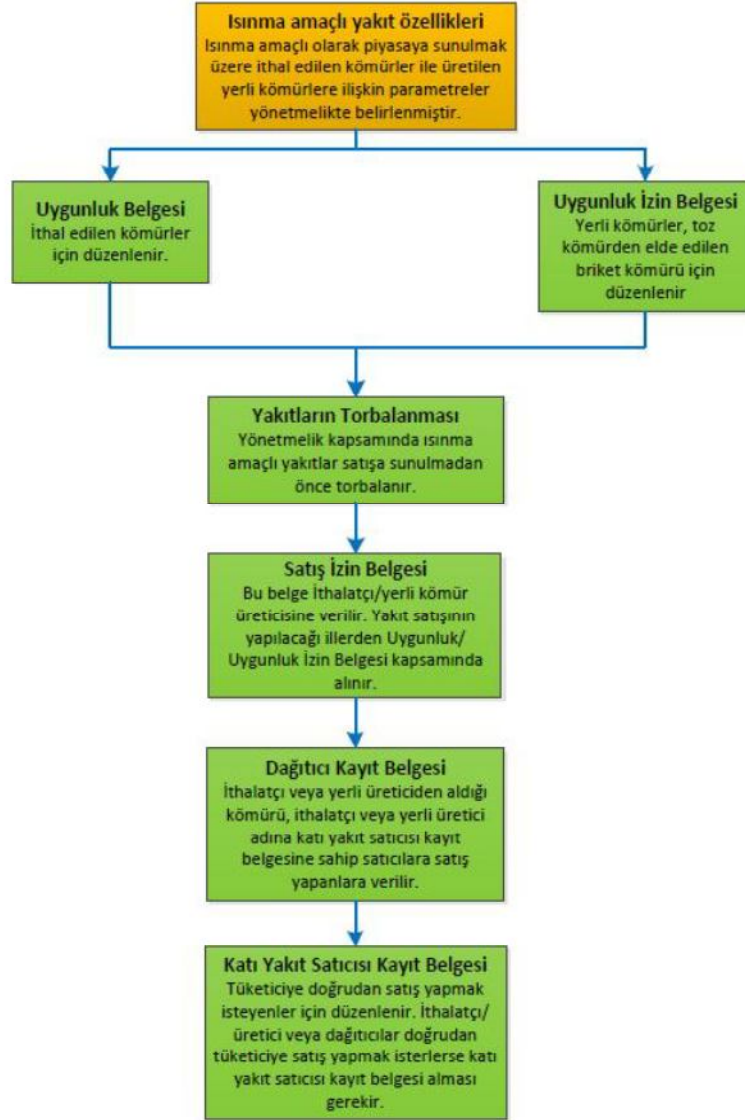 Isınma amaçlı yakıt özellikleri
Isınma amaçlı olarak piyasaya sunulmak
üzere ithal edilen kömürler ile üretilen
yerli kömürlere ilişkin parametreler
yönetmelikte belirlenmiştir.
Uygunluk Belgesi
İthal edilen kömürler
için düzenlenir.
Uygunluk İzin Belgesi
Yerli kömürler, toz
kömürden elde edilen
briket kömürü için
düzenlenir
Yakıtların Torbalanması
Yönetmelik kapsamında ısınma
amaçlı yakıtlar satışa sunulmadan
önce torbalanır.
Satış İzin Belgesi
Bu belge İthalatçı/yerli kömür
üreticisine verilir. Yakıt satışının
yapılacağı illerden Uygunluk/
Uygunluk İzin Belgesi kapsamında
alınır.
Dağıtıcı Kayıt Belgesi
İthalatçı veya yerli üreticiden aldığı
kömürü, ithalatçı veya yerli üretici
adına katı yakıt satıcısı kayıt
belgesine sahip satıcılara satış
yapanlara verilir.
Katı Yakıt Satıcısı Kayıt Belgesi
Tüketiciye doğrudan satış yapmak
isteyenler için düzenlenir. İthalatçı/
üretici veya dağıtıcılar doğrudan
tüketiciye satış yapmak isterlerse katı
yakıt satıcısı kayıt belgesi alması
gerekir.